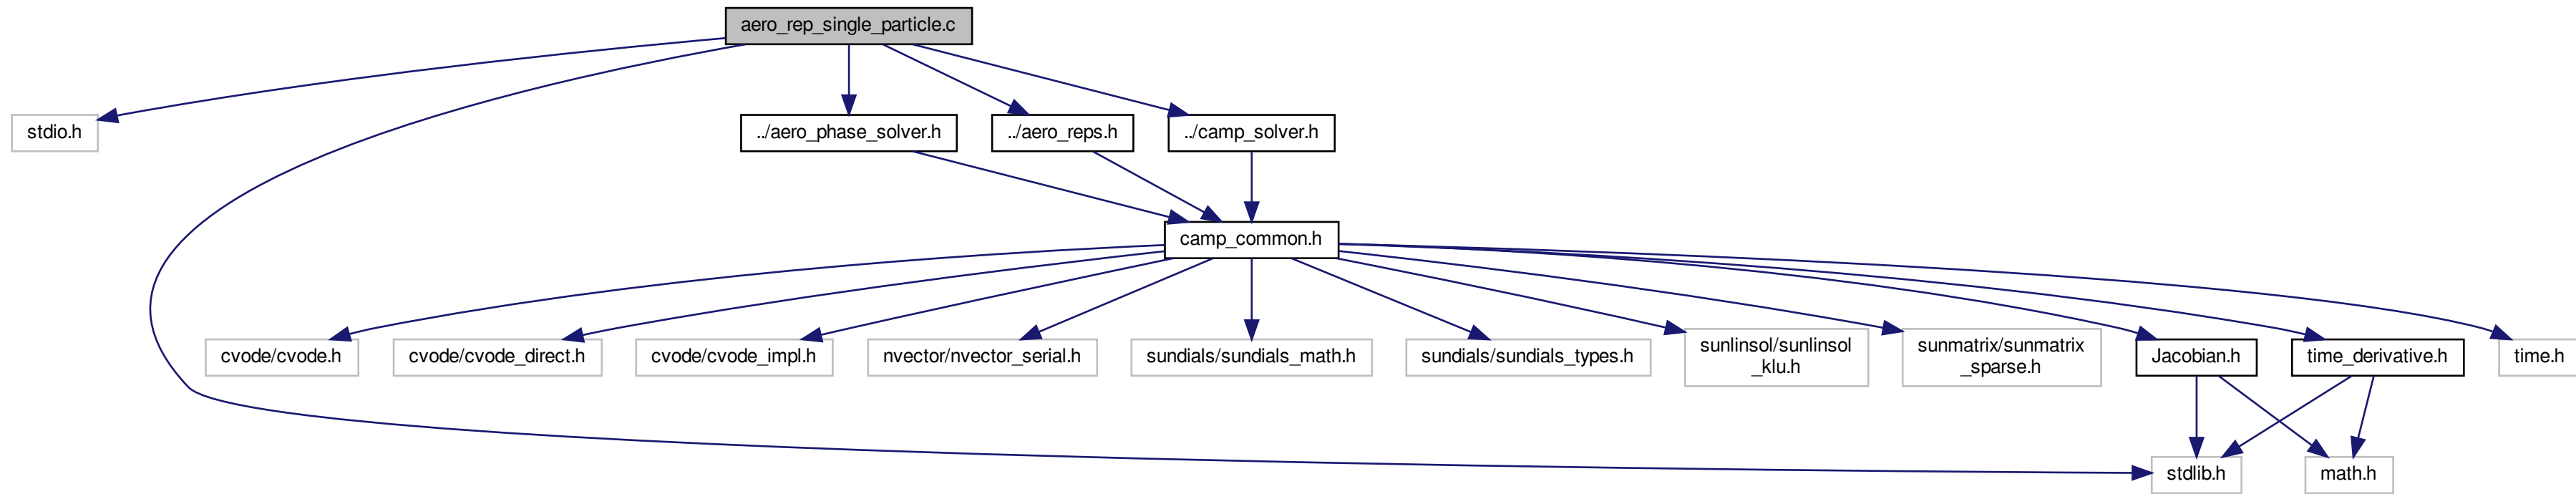 aero_rep_single_particle.c
stdio.h
../aero_phase_solver.h
../aero_reps.h
../camp_solver.h
camp_common.h
cvode/cvode.h
cvode/cvode_direct.h
cvode/cvode_impl.h
nvector/nvector_serial.h
sundials/sundials_math.h
sundials/sundials_types.h
sunlinsol/sunlinsol
_klu.h
sunmatrix/sunmatrix
_sparse.h
Jacobian.h
time_derivative.h
time.h
stdlib.h
math.h